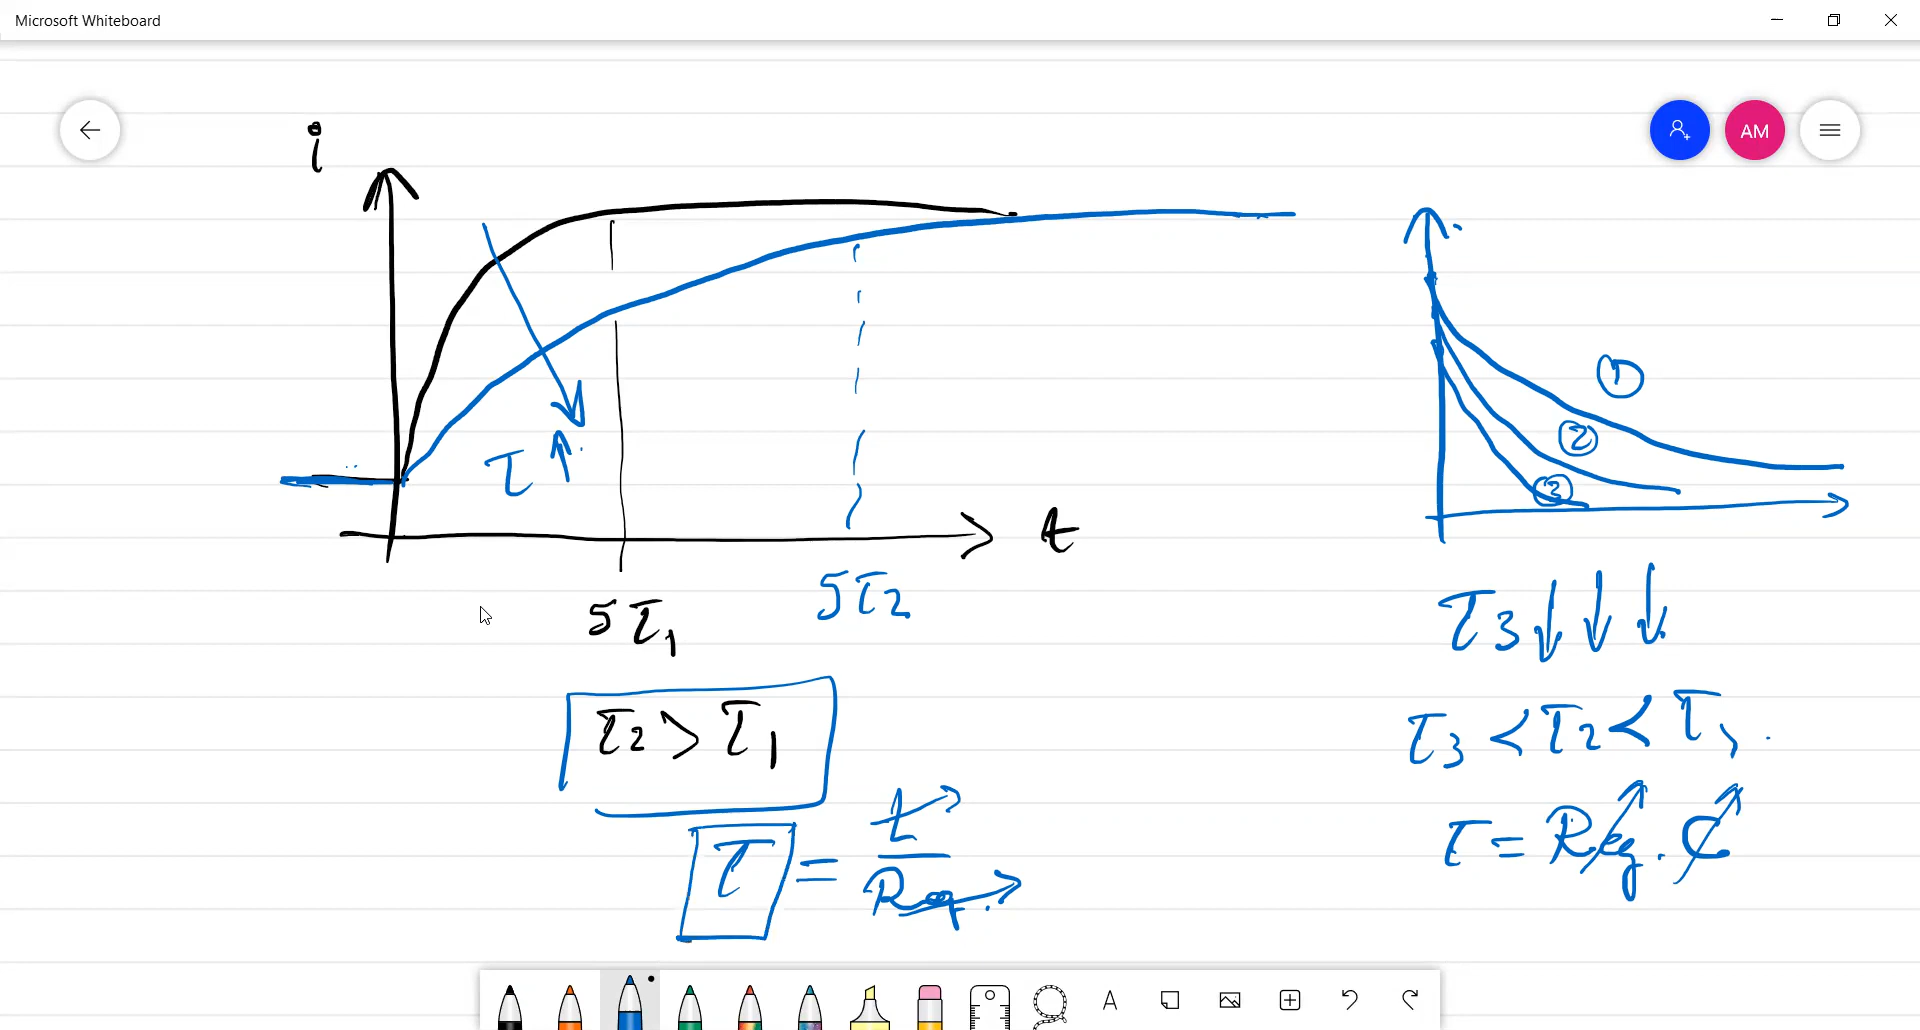 Microsoft Whiteboard
AM
i
τ ↑
t
5τ1
5τ2
τ2 > τ1
τ = L / Req.
1
2
3
τ3 ↓ ↓ ↓
τ3 < τ2 < τ1.
τ = Req. C
A